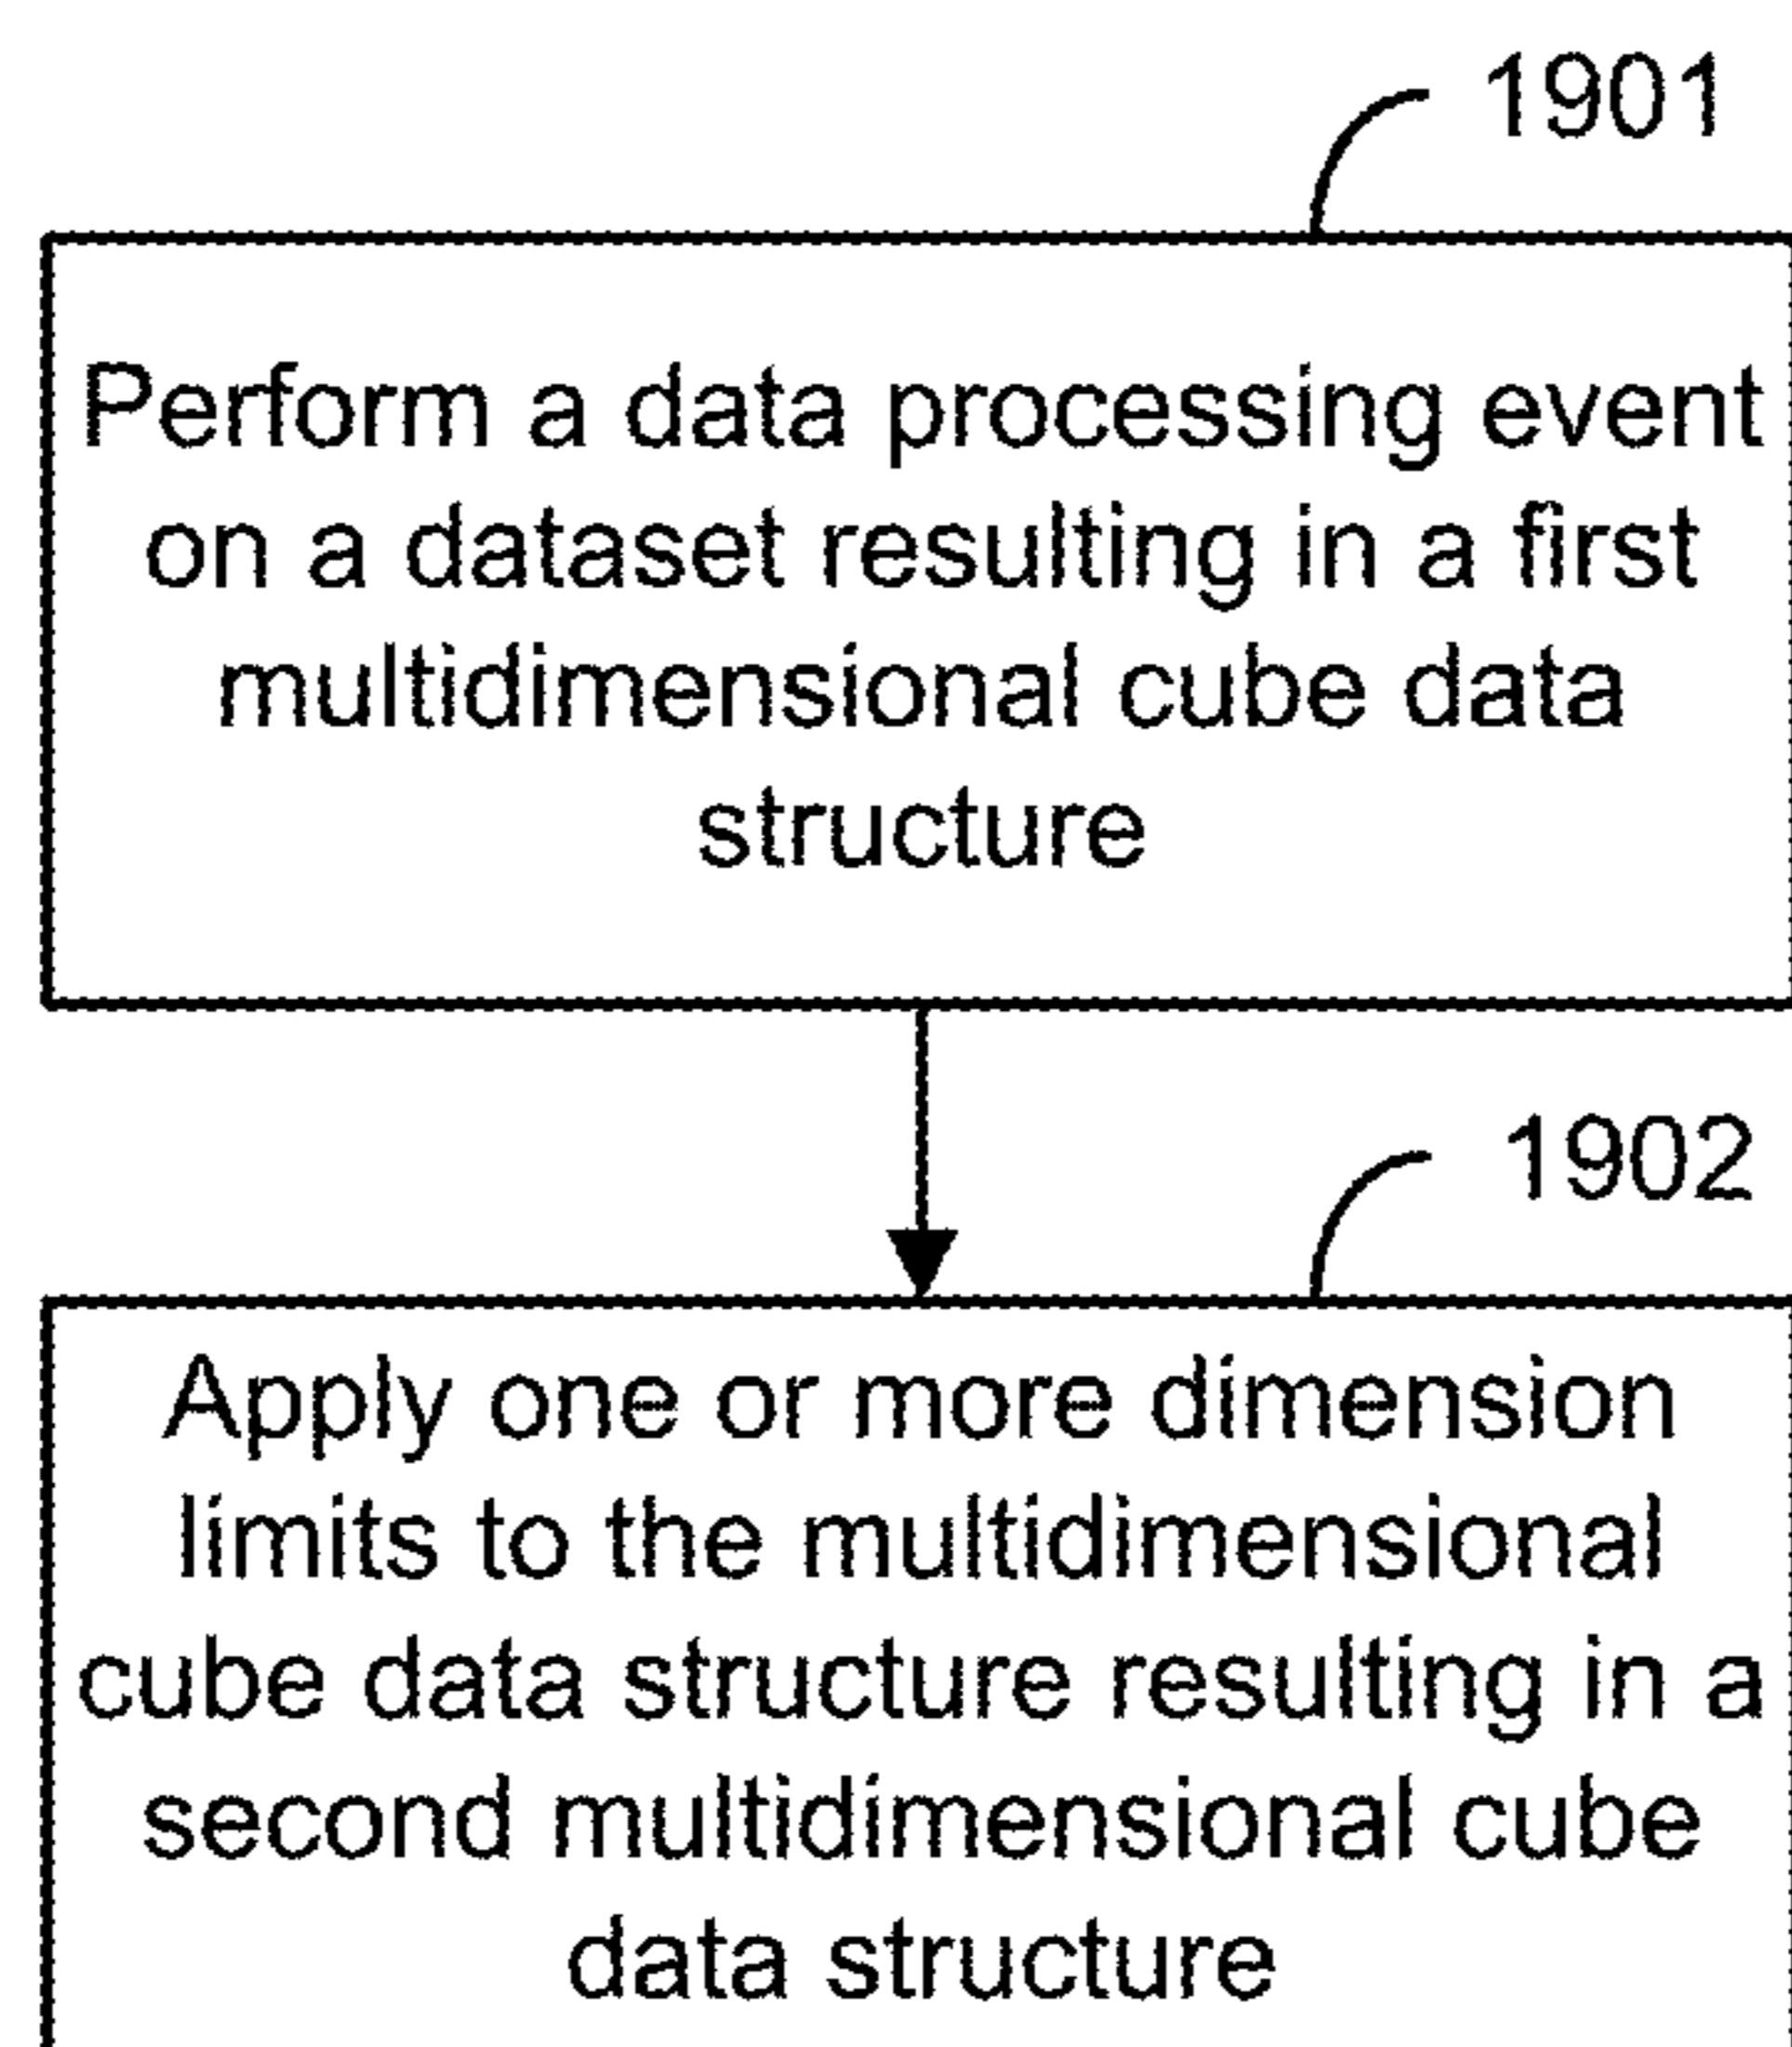 1901
Perform a data processing event
on a dataset resulting in a first
multidimensional cube data
structure
1902
Apply one or more dimension
limits to the multidimensional
cube data structure resulting in a
second multidimensional cube
data structure